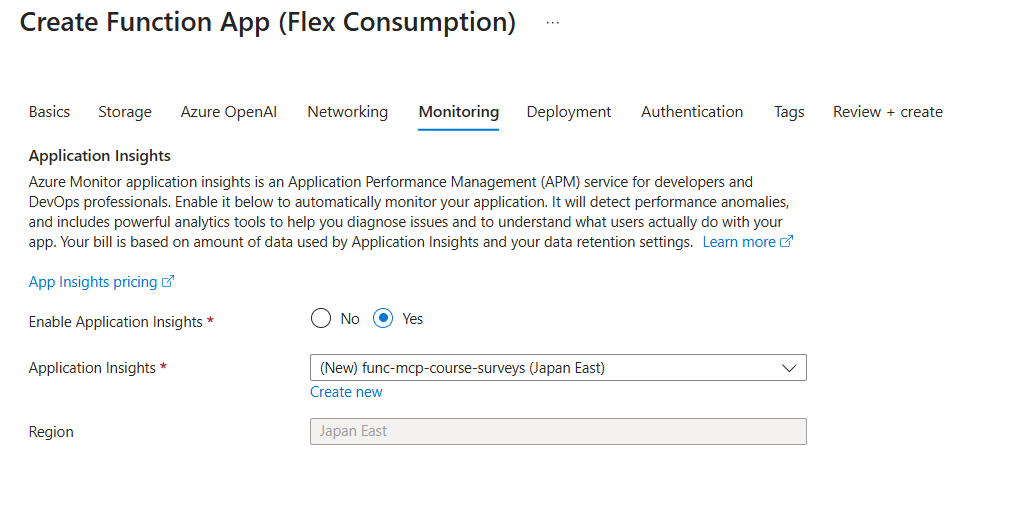 Create Function App (Flex Consumption) ...
Basics Storage Azure OpenAI Networking Monitoring Deployment Authentication Tags Review + create
Application Insights
Azure Monitor application insights is an Application Performance Management (APM) service for developers and
DevOps professionals. Enable it below to automatically monitor your application. It will detect performance anomalies,
and includes powerful analytics tools to help you diagnose issues and to understand what users actually do with your
app. Your bill is based on amount of data used by Application Insights and your data retention settings. Learn more
App Insights pricing
Enable Application Insights * No Yes
Application Insights * (New) func-mcp-course-surveys (Japan East)
Create new
Region Japan East